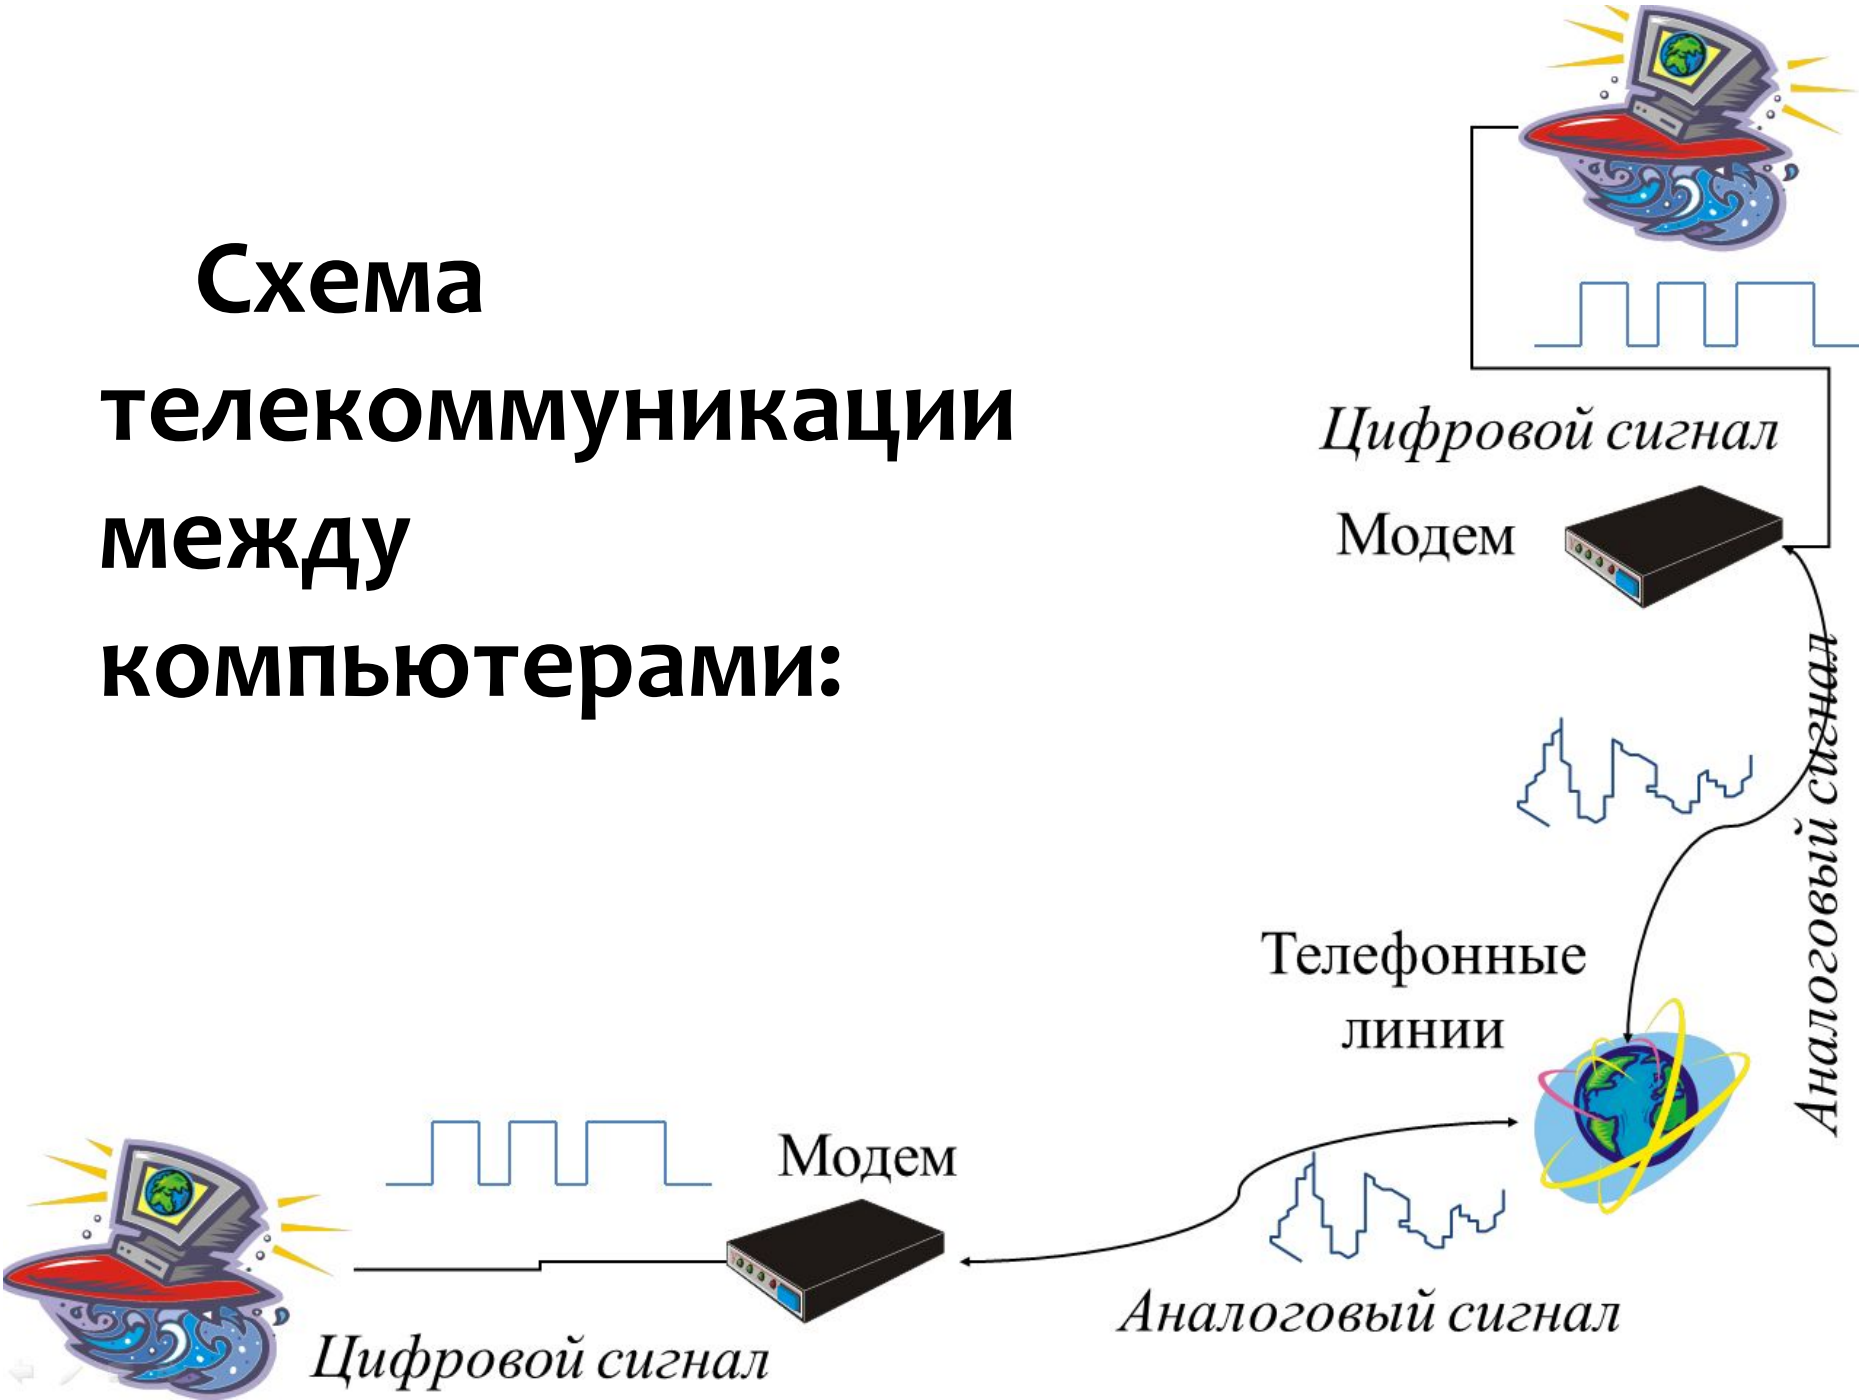 Схема
телекоммуникации
между
компьютерами:
Цифровой сигнал
Модем
Аналоговый сигнал
Телефонные
линии
Модем
Аналоговый сигнал
Цифровой сигнал